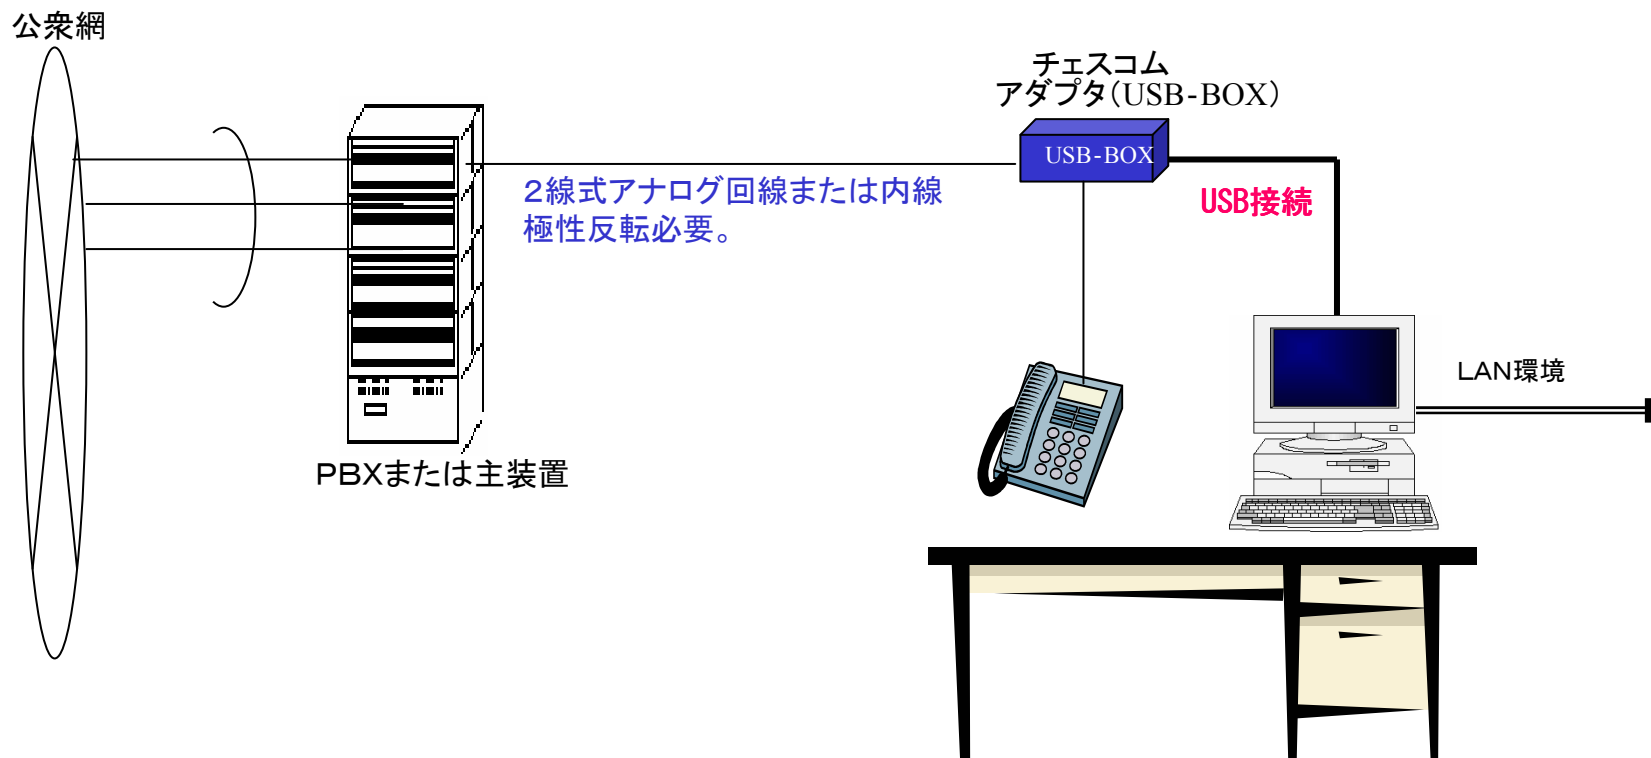 公衆網
チェスコム
アダプタ(USB-BOX)
USB-BOX
2線式アナログ回線または内線
極性反転必要。
USB接続
LAN環境
PBXまたは主装置